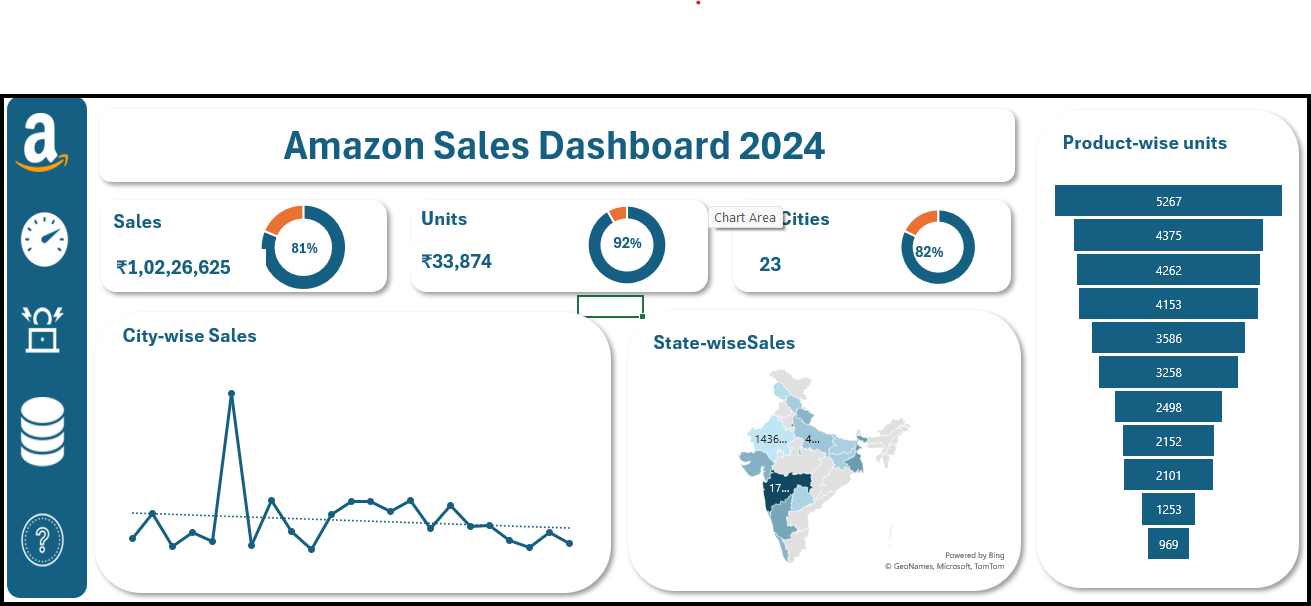 a
Amazon Sales Dashboard 2024
Sales
₹1,02,26,625
81%
Units
₹33,874
92%
Chart Area
Cities
23
82%
City-wise Sales
State-wiseSales
1436...
4...
17...
Powered by Bing
© GeoNames, Microsoft, TomTom
?
Product-wise units
5267
4375
4262
4153
3586
3258
2498
2152
2101
1253
969